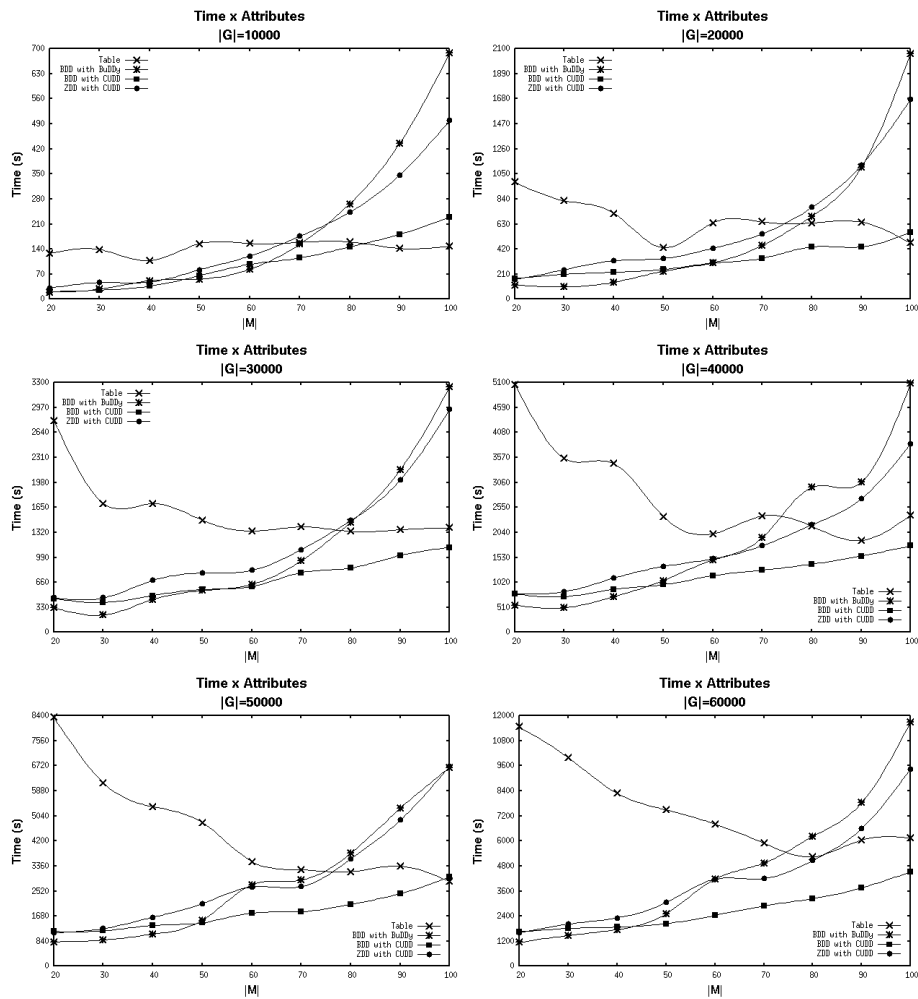 Time x Attributes
|G|=10000
700
630
560
490
420
350
280
210
140
70
0
Time (s)
Table
BDD with BuDDy
BDD with CUDD
ZDD with CUDD
20 30 40 50 60 70 80 90 100
|M|
Time x Attributes
|G|=20000
2100
1890
1680
1470
1260
1050
840
630
420
210
0
Time (s)
Table
BDD with BuDDy
BDD with CUDD
ZDD with CUDD
20 30 40 50 60 70 80 90 100
|M|
Time x Attributes
|G|=30000
3300
2970
2640
2310
1980
1650
1320
990
660
330
0
Time (s)
Table
BDD with BuDDy
BDD with CUDD
ZDD with CUDD
20 30 40 50 60 70 80 90 100
|M|
Time x Attributes
|G|=40000
5100
4590
4080
3570
3060
2550
2040
1530
1020
510
0
Time (s)
Table
BDD with BuDDy
BDD with CUDD
ZDD with CUDD
20 30 40 50 60 70 80 90 100
|M|
Time x Attributes
|G|=50000
8400
7560
6720
5880
5040
4200
3360
2520
1680
840
0
Time (s)
Table
BDD with BuDDy
BDD with CUDD
ZDD with CUDD
20 30 40 50 60 70 80 90 100
|M|
Time x Attributes
|G|=60000
12000
10800
9600
8400
7200
6000
4800
3600
2400
1200
0
Time (s)
Table
BDD with BuDDy
BDD with CUDD
ZDD with CUDD
20 30 40 50 60 70 80 90 100
|M|